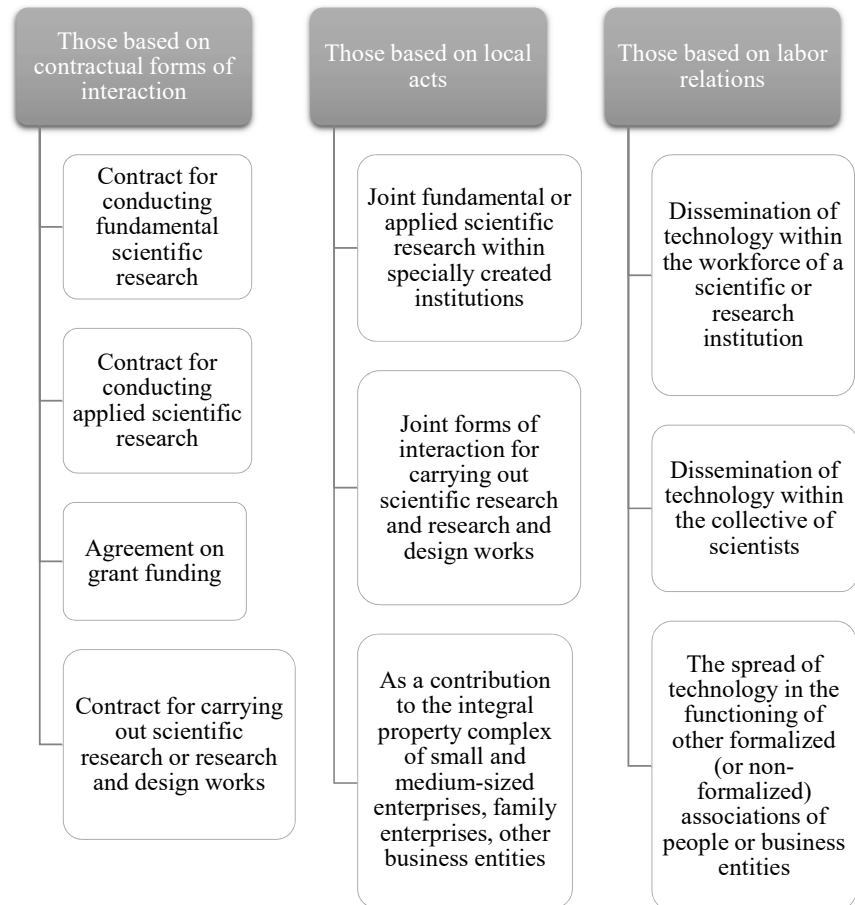 Those based on
contractual forms of
interaction
Contract for
conducting
fundamental
scientific
research
Contract for
conducting
applied scientific
research
Agreement on
grant funding
Contract for carrying
out scientific
research or research
and design works
Those based on local
acts
Joint fundamental or
applied scientific
research within
specially created
institutions
Joint forms of
interaction for
carrying out
scientific research
and research and
design works
As a contribution
to the integral
property complex
of small and
medium-sized
enterprises, family
enterprises, other
business entities
Those based on labor
relations
Dissemination of
technology within
the workforce of a
scientific or
research
institution
Dissemination of
technology within
the collective of
scientists
The spread of
technology in the
functioning of
other formalized
(or non-
formalized)
associations of
people or business
entities